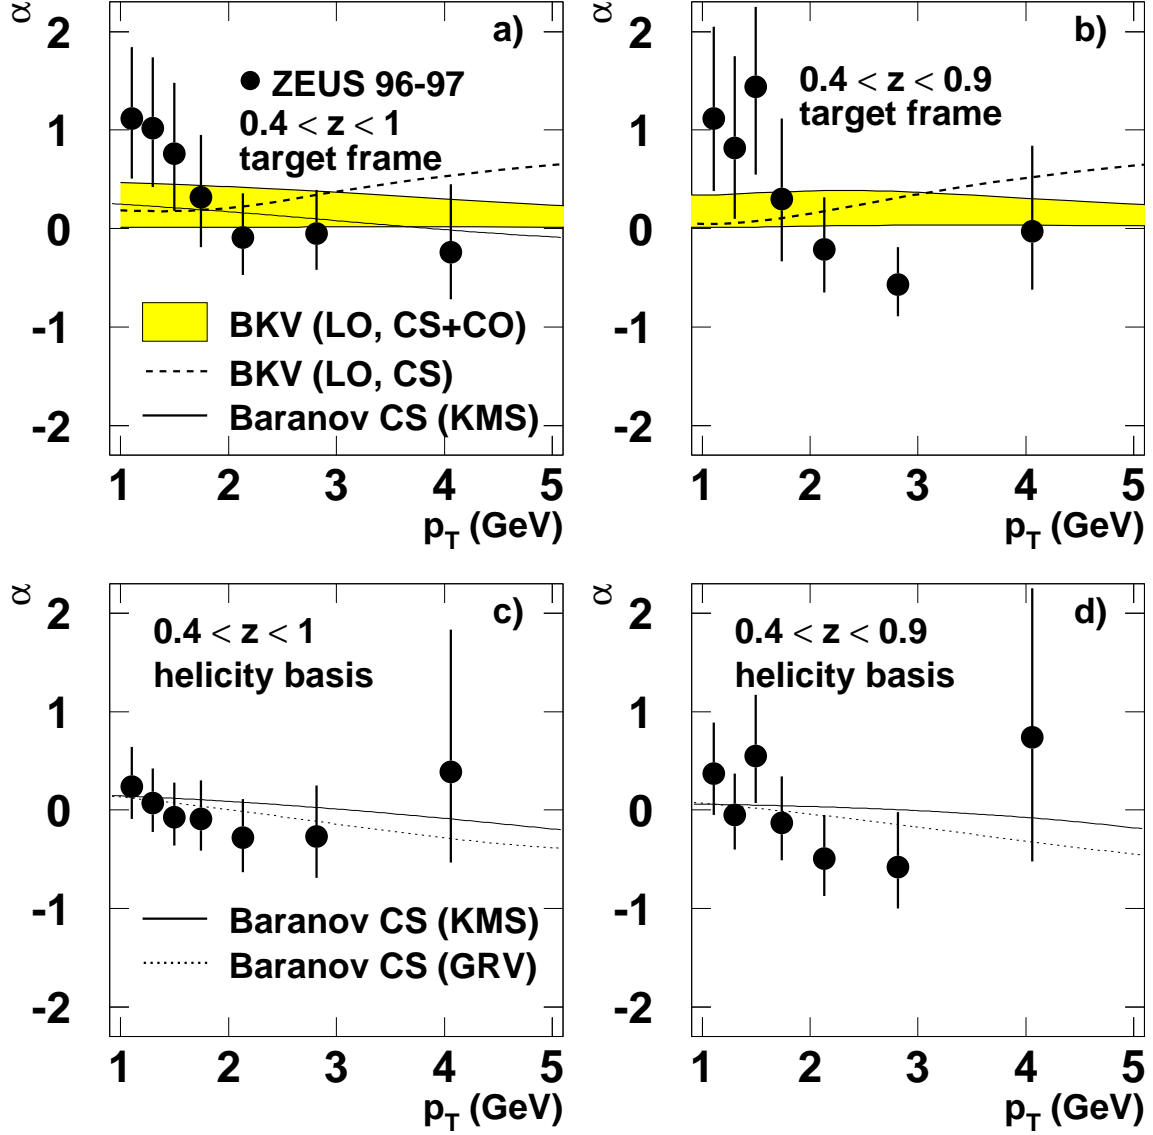 α
a)
2
1
0
-1
-2
ZEUS 96-97
0.4 < z < 1
target frame
BKV (LO, CS+CO)
BKV (LO, CS)
Baranov CS (KMS)
1 2 3 4 5
p_T (GeV)
α
b)
2
1
0
-1
-2
0.4 < z < 0.9
target frame
1 2 3 4 5
p_T (GeV)
α
c)
2
1
0
-1
-2
0.4 < z < 1
helicity basis
Baranov CS (KMS)
Baranov CS (GRV)
1 2 3 4 5
p_T (GeV)
α
d)
2
1
0
-1
-2
0.4 < z < 0.9
helicity basis
1 2 3 4 5
p_T (GeV)